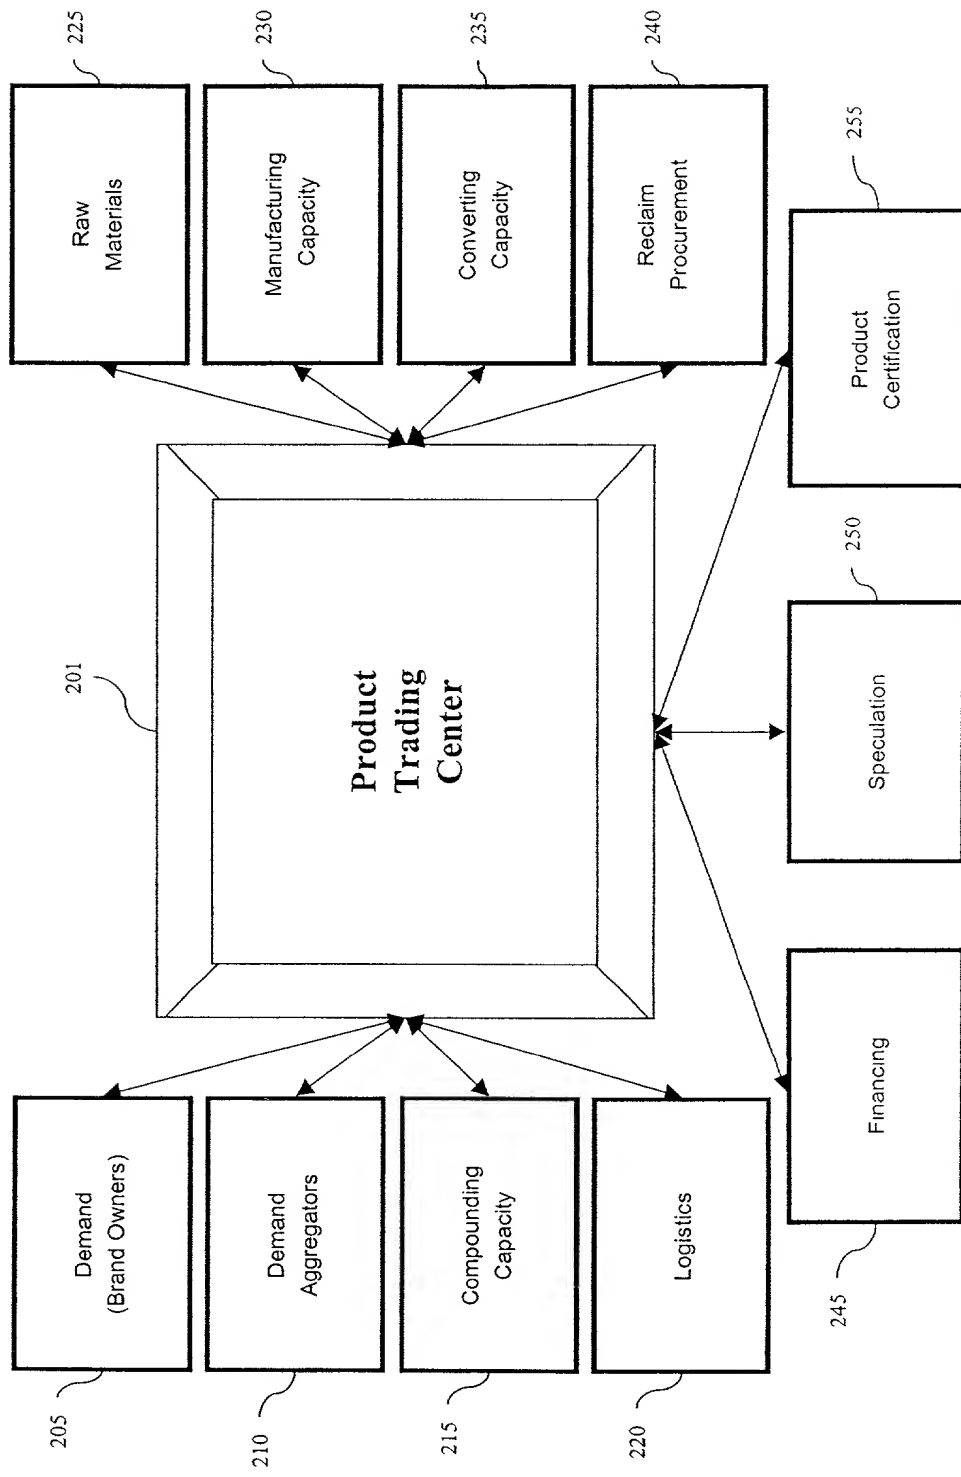 201
Product
Trading
Center
205
Demand
(Brand Owners)
210
Demand
Aggregators
215
Compounding
Capacity
220
Logistics
225
Raw
Materials
230
Manufacturing
Capacity
235
Converting
Capacity
240
Reclaim
Procurement
245
Financing
250
Speculation
255
Product
Certification